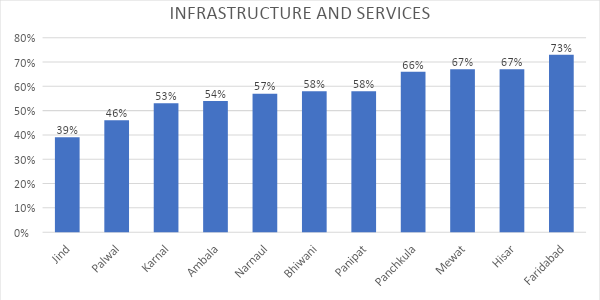 INFRASTRUCTURE AND SERVICES
80%
70%
60%
50%
40%
30%
20%
10%
0%
39%
46%
53%
54%
57%
58%
58%
66%
67%
67%
73%
Jind
Palwal
Karnal
Ambala
Narnaul
Bhiwani
Panipat
Panchkula
Mewat
Hisar
Faridabad